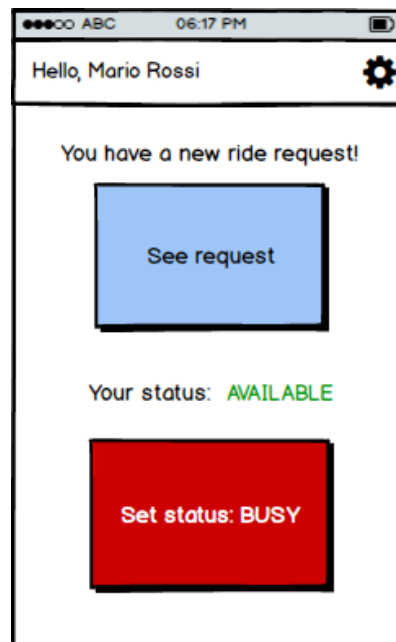 ABC 06:17 PM
Hello, Mario Rossi
You have a new ride request!
See request
Your status: AVAILABLE
Set status: BUSY